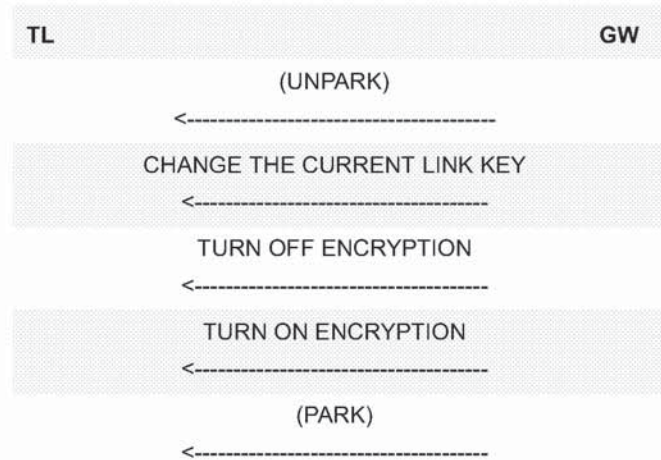 TL GW
(UNPARK)
<---------------------------------------
CHANGE THE CURRENT LINK KEY
<-------------------------------------
TURN OFF ENCRYPTION
<-------------------------------------
TURN ON ENCRYPTION
<-------------------------------------
(PARK)
<-------------------------------------